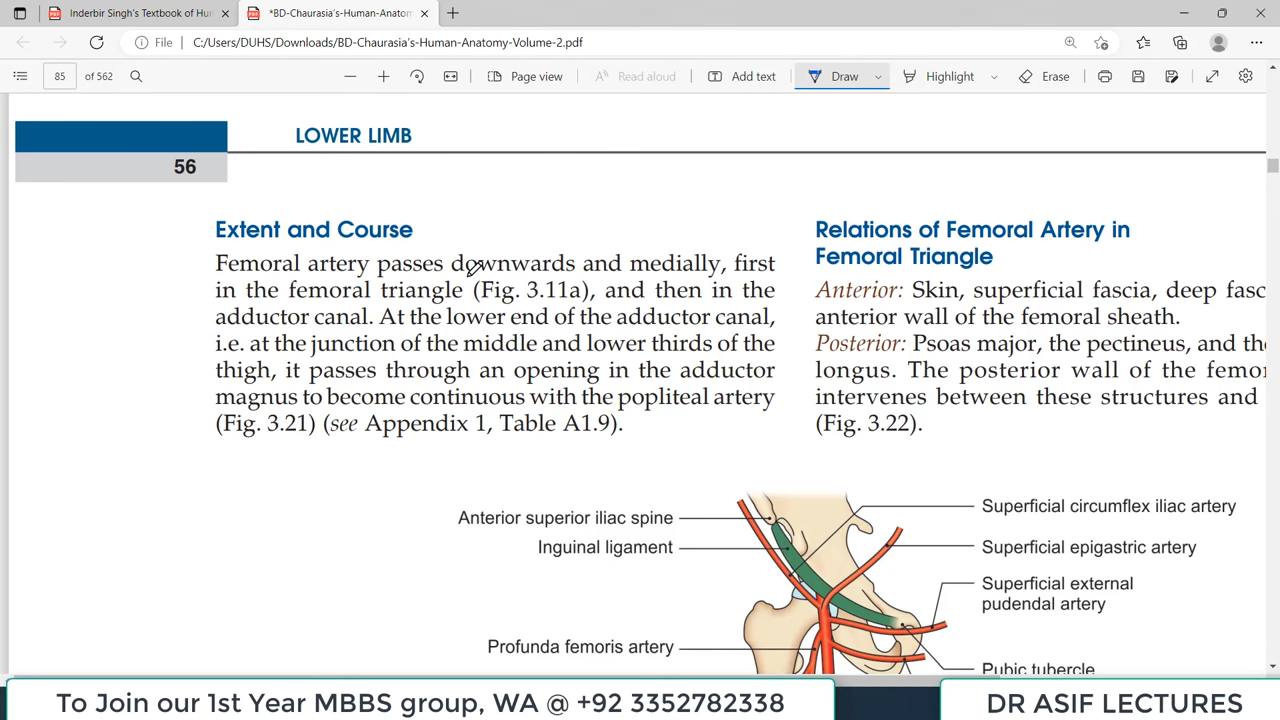 Inderbir Singh's Textbook of Hum
*BD-Chaurasia's-Human-Anatom
File
C:/Users/DUHS/Downloads/BD-Chaurasia's-Human-Anatomy-Volume-2.pdf
85 of 562
Page view
Read aloud
Add text
Draw
Highlight
Erase
LOWER LIMB
56
Extent and Course
Femoral artery passes downwards and medially, first
in the femoral triangle (Fig. 3.11a), and then in the
adductor canal. At the lower end of the adductor canal,
i.e. at the junction of the middle and lower thirds of the
thigh, it passes through an opening in the adductor
magnus to become continuous with the popliteal artery
(Fig. 3.21) (see Appendix 1, Table A1.9).
Relations of Femoral Artery in
Femoral Triangle
Anterior: Skin, superficial fascia, deep fasc
anterior wall of the femoral sheath.
Posterior: Psoas major, the pectineus, and the
longus. The posterior wall of the femor
intervenes between these structures and
(Fig. 3.22).
Anterior superior iliac spine
Inguinal ligament
Profunda femoris artery
Superficial circumflex iliac artery
Superficial epigastric artery
Superficial external
pudendal artery
Pubic tubercle
To Join our 1st Year MBBS group, WA @ +92 3352782338
DR ASIF LECTURES